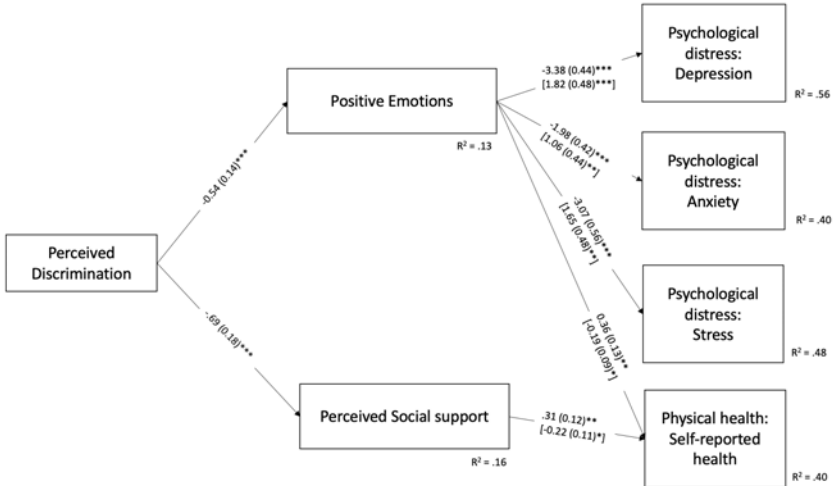 Psychological
distress:
Depression
R² = .56
-3.38 (0.44)***
[1.82 (0.48)***]
Positive Emotions
R² = .13
-1.98 (0.42)***
[1.06 (0.44)**]
Psychological
distress:
Anxiety
R² = .40
-0.54 (0.14)***
-3.07 (0.56)***
[1.65 (0.48)**]
Perceived
Discrimination
Psychological
distress:
Stress
R² = .48
-.69 (0.18)***
0.36 (0.13)**
[-0.19 (0.09)*]
Perceived Social support
R² = .16
.31 (0.12)**
[-0.22 (0.11)*]
Physical health:
Self-reported
health
R² = .40